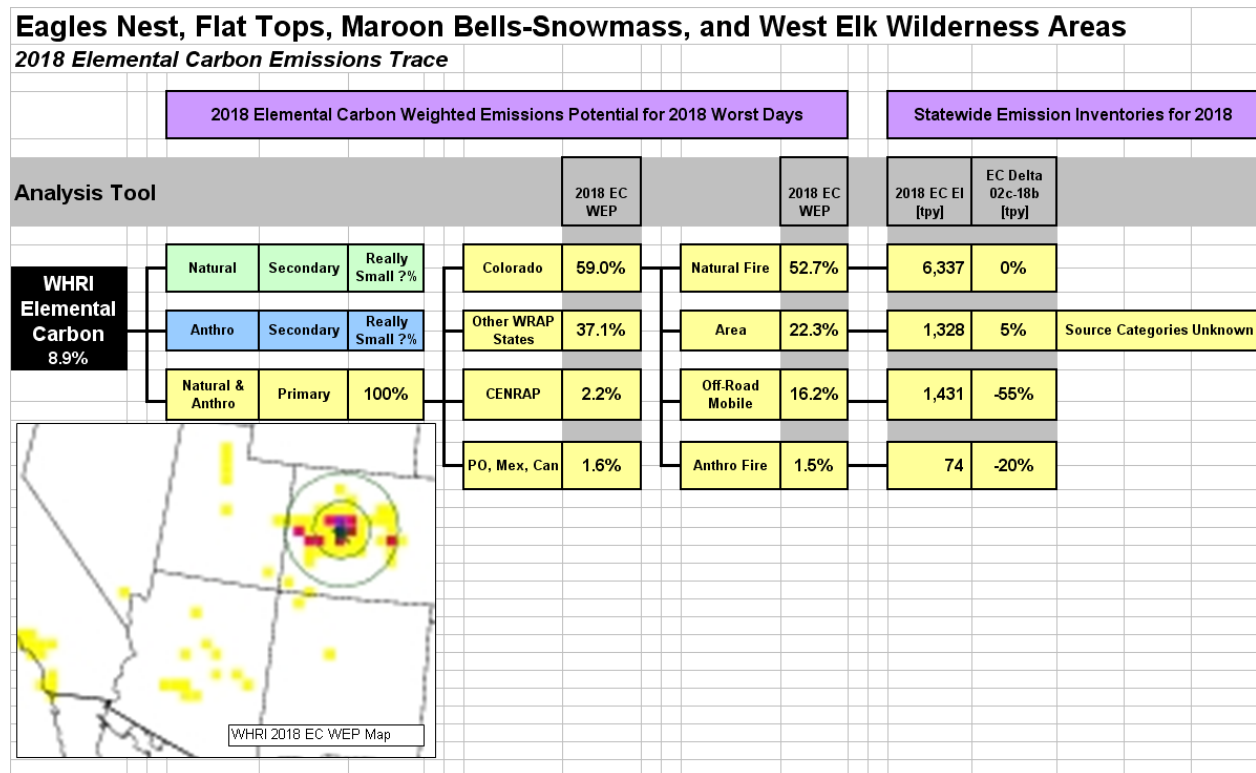 Eagles Nest, Flat Tops, Maroon Bells-Snowmass, and West Elk Wilderness Areas
2018 Elemental Carbon Emissions Trace
2018 Elemental Carbon Weighted Emissions Potential for 2018 Worst Days
Statewide Emission Inventories for 2018
Analysis Tool
2018 EC
WEP
2018 EC
WEP
2018 EC EI
[tpy]
EC Delta
02c-18b
[tpy]
WHRI
Elemental
Carbon
8.9%
Natural
Secondary
Really
Small ?%
Colorado
59.0%
Natural Fire
52.7%
6,337
0%
Anthro
Secondary
Really
Small ?%
Other WRAP
States
37.1%
Area
22.3%
1,328
5%
Source Categories Unknown
Natural &
Anthro
Primary
100%
CENRAP
2.2%
Off-Road
Mobile
16.2%
1,431
-55%
PO, Mex, Can
1.6%
Anthro Fire
1.5%
74
-20%
WHRI 2018 EC WEP Map